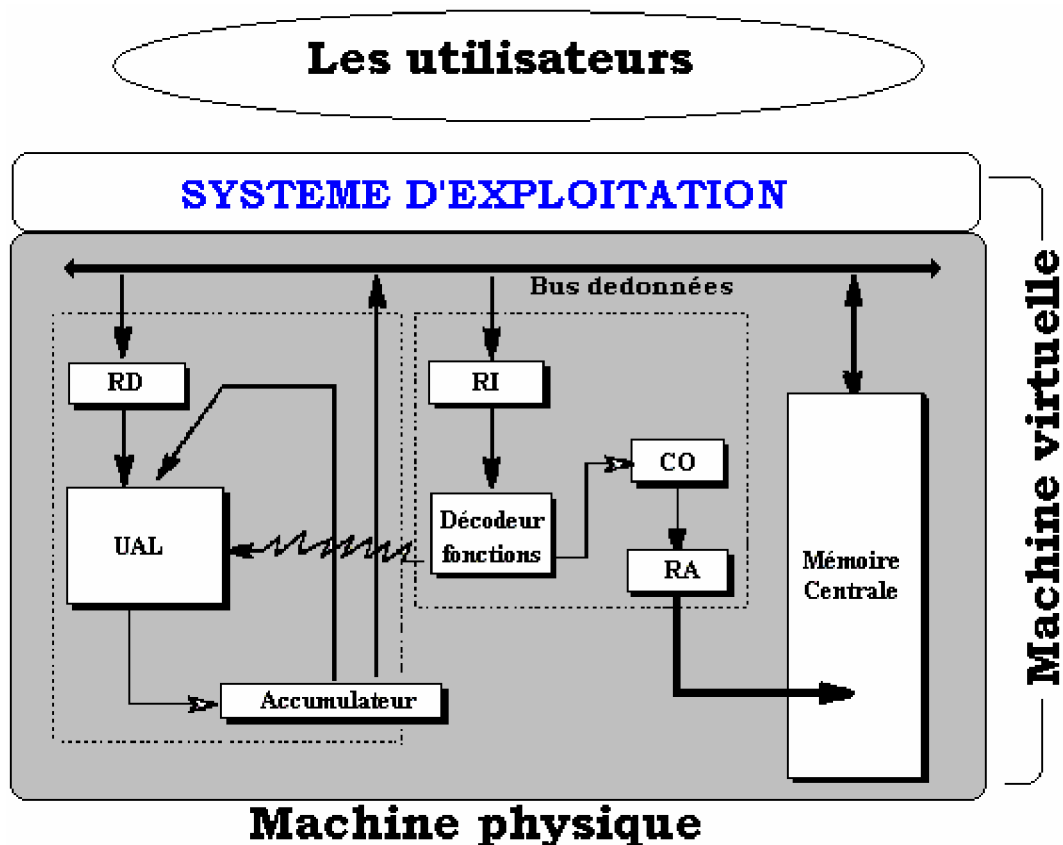 Les utilisateurs
SYSTEME D'EXPLOITATION
Bus dedonnées
RD
RI
CO
UAL
Décodeur
fonctions
RA
Mémoire
Centrale
Accumulateur
Machine physique
Machine virtuelle